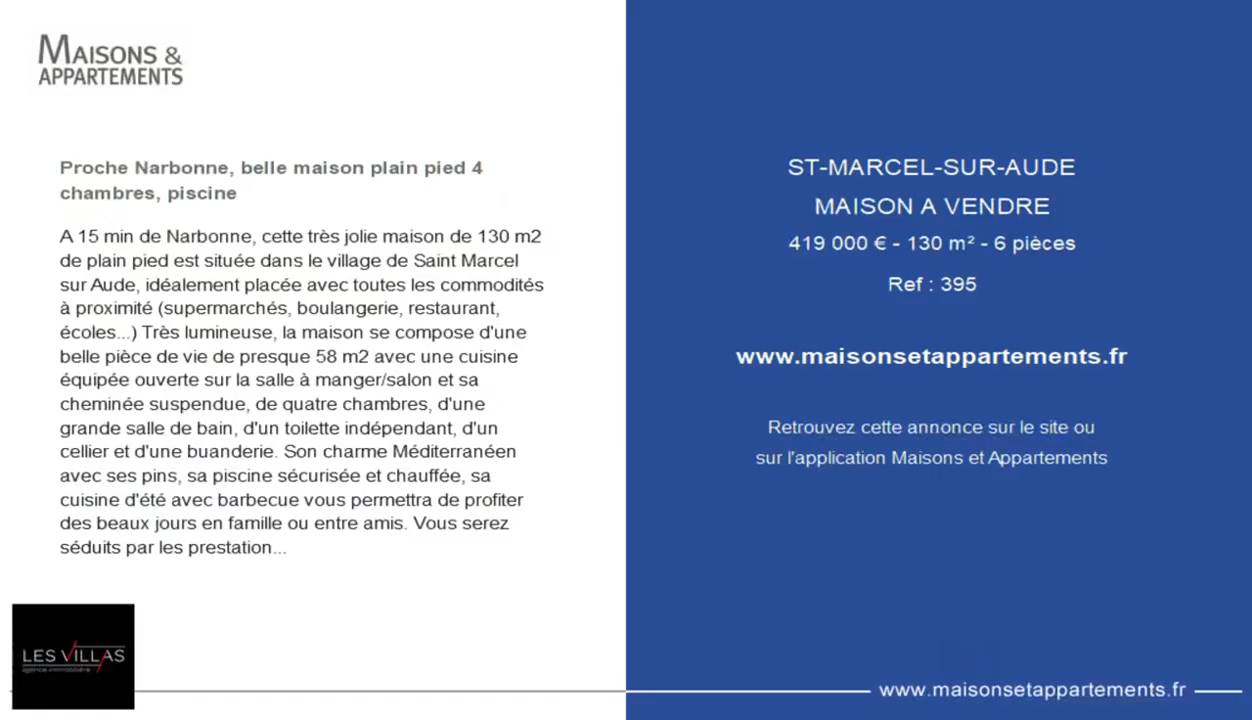 MAISONS &
APPARTEMENTS
Proche Narbonne, belle maison plain pied 4
chambres, piscine
A 15 min de Narbonne, cette très jolie maison de 130 m2
de plain pied est située dans le village de Saint Marcel
sur Aude, idéalement placée avec toutes les commodités
à proximité (supermarchés, boulangerie, restaurant,
écoles...) Très lumineuse, la maison se compose d'une
belle pièce de vie de presque 58 m2 avec une cuisine
équipée ouverte sur la salle à manger/salon et sa
cheminée suspendue, de quatre chambres, d'une
grande salle de bain, d'un toilette indépendant, d'un
cellier et d'une buanderie. Son charme Méditerranéen
avec ses pins, sa piscine sécurisée et chauffée, sa
cuisine d'été avec barbecue vous permettra de profiter
des beaux jours en famille ou entre amis. Vous serez
séduits par les prestation...
LES VILLAS
agence immobilière
ST-MARCEL-SUR-AUDE
MAISON A VENDRE
419 000 € - 130 m² - 6 pièces
Ref : 395
www.maisonsetappartements.fr
Retrouvez cette annonce sur le site ou
sur l'application Maisons et Appartements
www.maisonsetappartements.fr